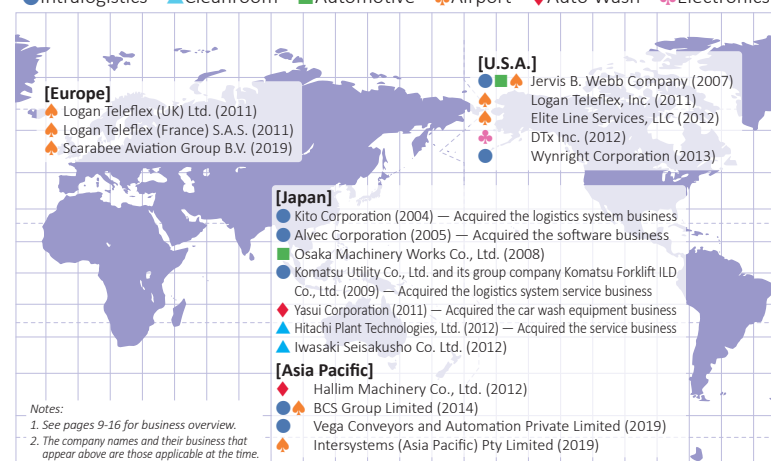 Intralogistics Cleanroom Automotive Airport Auto Wash Electronics
[Europe]
Logan Teleflex (UK) Ltd. (2011)
Logan Teleflex (France) S.A.S. (2011)
Scarabee Aviation Group B.V. (2019)
[U.S.A.]
Jervis B. Webb Company (2007)
Logan Teleflex, Inc. (2011)
Elite Line Services, LLC (2012)
DTx Inc. (2012)
Wynright Corporation (2013)
[Japan]
Kito Corporation (2004) — Acquired the logistics system business
Alvec Corporation (2005) — Acquired the software business
Osaka Machinery Works Co., Ltd. (2008)
Komatsu Utility Co., Ltd. and its group company Komatsu Forklift ILD
Co., Ltd. (2009) — Acquired the logistics system service business
Yasui Corporation (2011) — Acquired the car wash equipment business
Hitachi Plant Technologies, Ltd. (2012) — Acquired the service business
Iwasaki Seisakusho Co. Ltd. (2012)
[Asia Pacific]
Hallim Machinery Co., Ltd. (2012)
BCS Group Limited (2014)
Vega Conveyors and Automation Private Limited (2019)
Intersystems (Asia Pacific) Pty Limited (2019)
Notes:
1. See pages 9-16 for business overview.
2. The company names and their business that
appear above are those applicable at the time.